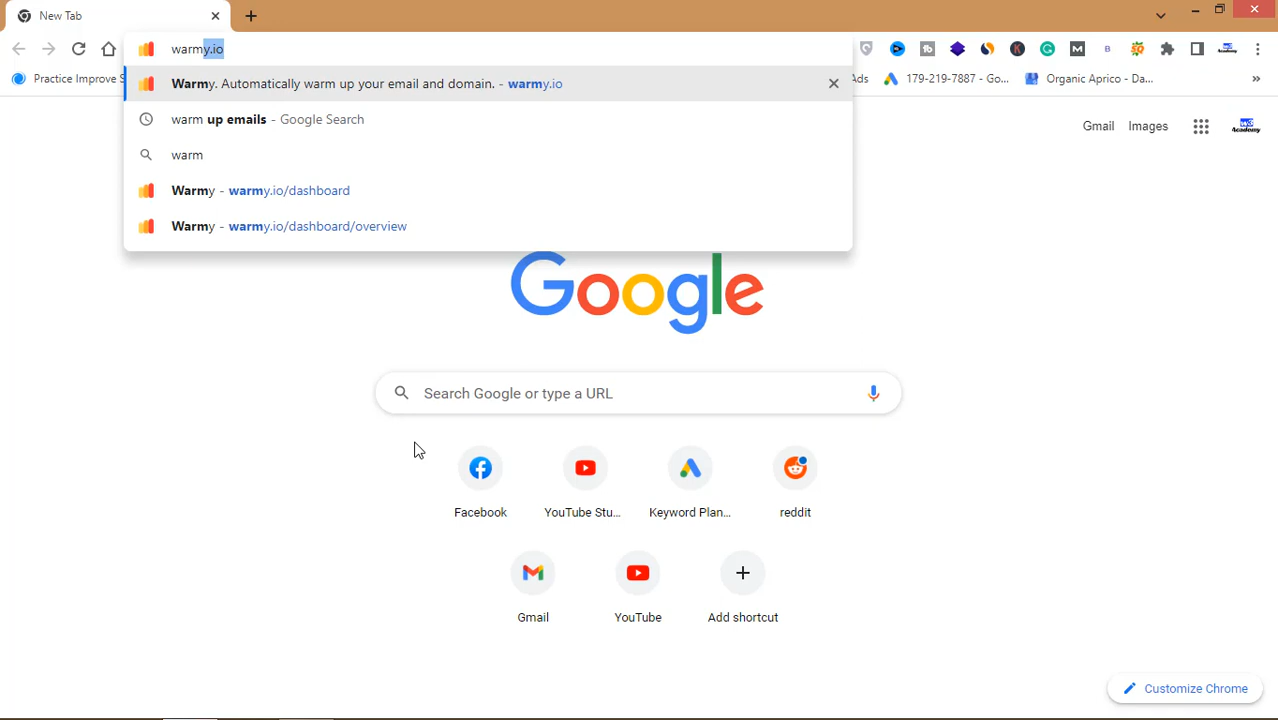 New Tab
warmy.io
Practice Improve S
Ads
179-219-7887 - Go...
Organic Aprico - Da...
»
Warmy. Automatically warm up your email and domain. - warmy.io
warm up emails - Google Search
warm
Warmy - warmy.io/dashboard
Warmy - warmy.io/dashboard/overview
Gmail
Images
W3 Academy
Google
Search Google or type a URL
Facebook
YouTube Stu...
Keyword Plan...
reddit
Gmail
YouTube
Add shortcut
Customize Chrome